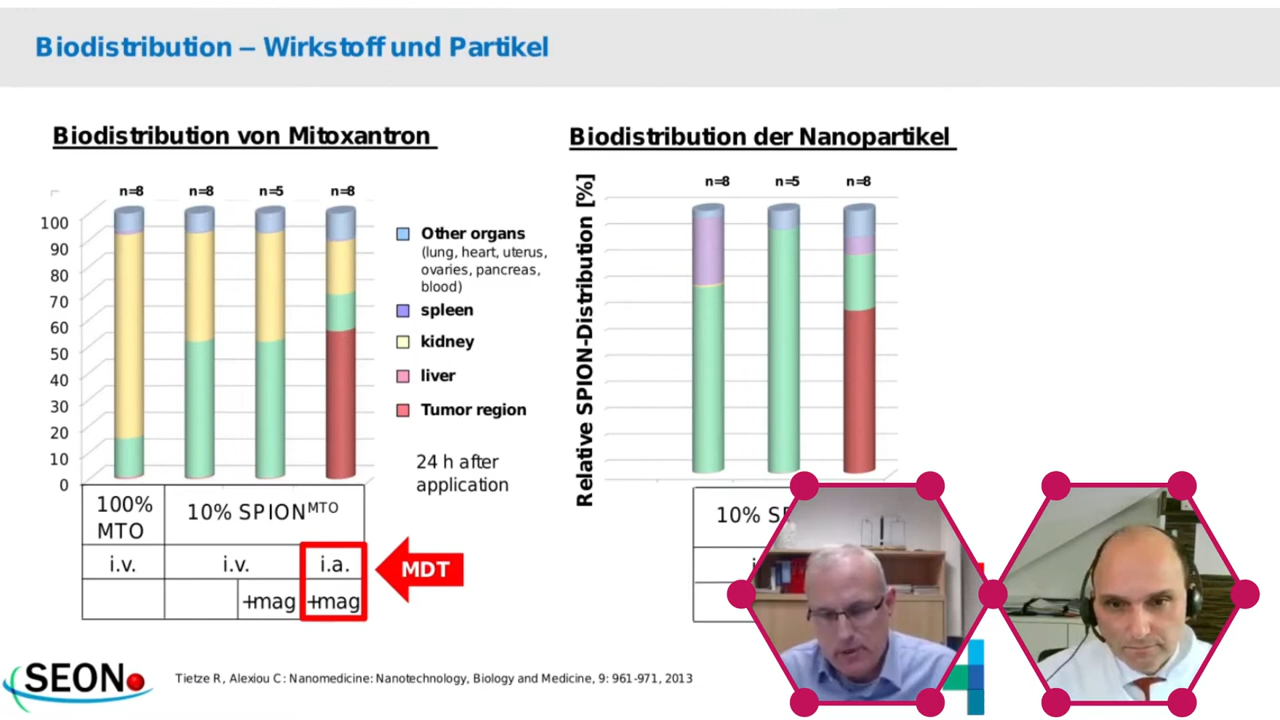 Biodistribution – Wirkstoff und Partikel
Biodistribution von Mitoxantron
n=8 n=8 n=5 n=8
100
90
80
70
60
50
40
30
20
10
0
Other organs
(lung, heart, uterus,
ovaries, pancreas,
blood)
spleen
kidney
liver
Tumor region
24 h after
application
100%
MTO
10% SPIONMTO
i.v. i.v. i.a.
+mag +mag
MDT
Biodistribution der Nanopartikel
Relative SPION-Distribution [%]
n=8 n=5 n=8
10%
SEON
Tietze R, Alexiou C: Nanomedicine: Nanotechnology, Biology and Medicine, 9: 961-971, 2013